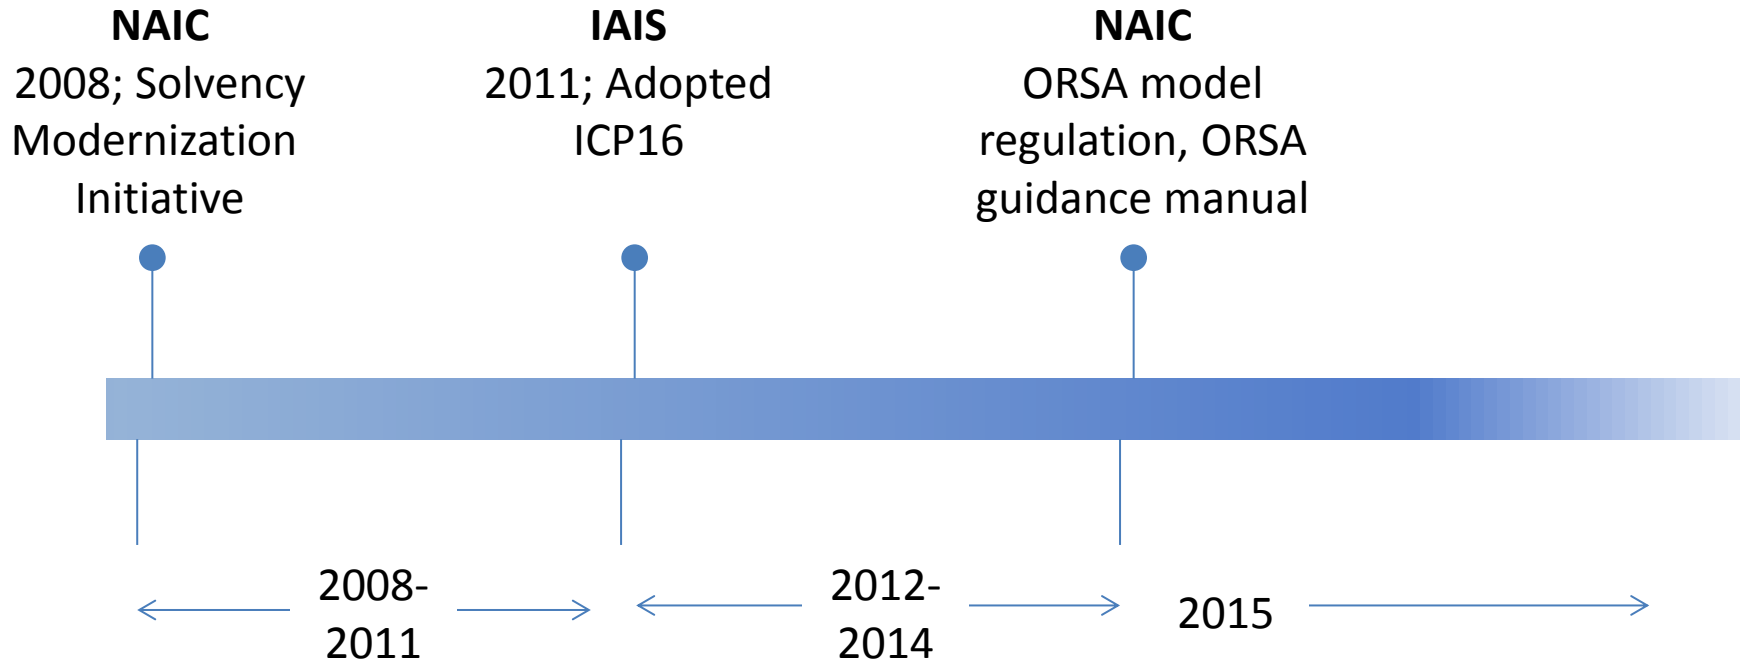 NAIC
2008; Solvency
Modernization
Initiative
IAIS
2011; Adopted
ICP16
NAIC
ORSA model
regulation, ORSA
guidance manual
2008-
2011
2012-
2014
2015